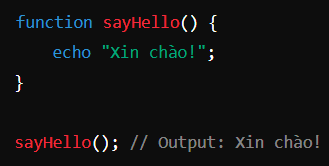 function sayHello() {
    echo "Xin chào!";
}

sayHello(); // Output: Xin chào!